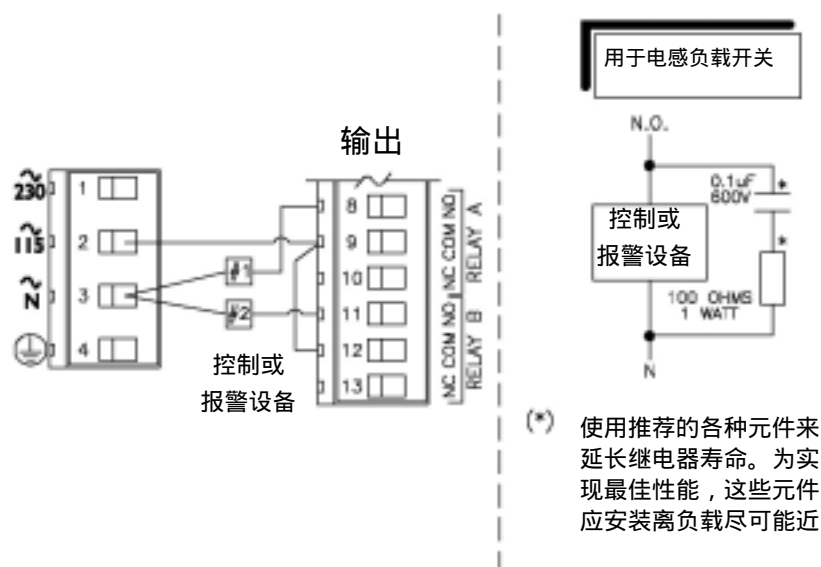 230
1
115
2
N
3
4
#1
#2
控制或
报警设备
输出
8
9
10
11
12
13
NC COM NO
RELAY A
NC COM NO
RELAY B
用于电感负载开关
N.O.
0.1uF *
600V
控制或
报警设备
*
100 OHMS
1 WATT
N
(*) 使用推荐的各种元件来
延长继电器寿命。为实
现最佳性能，这些元件
应安装离负载尽可能近